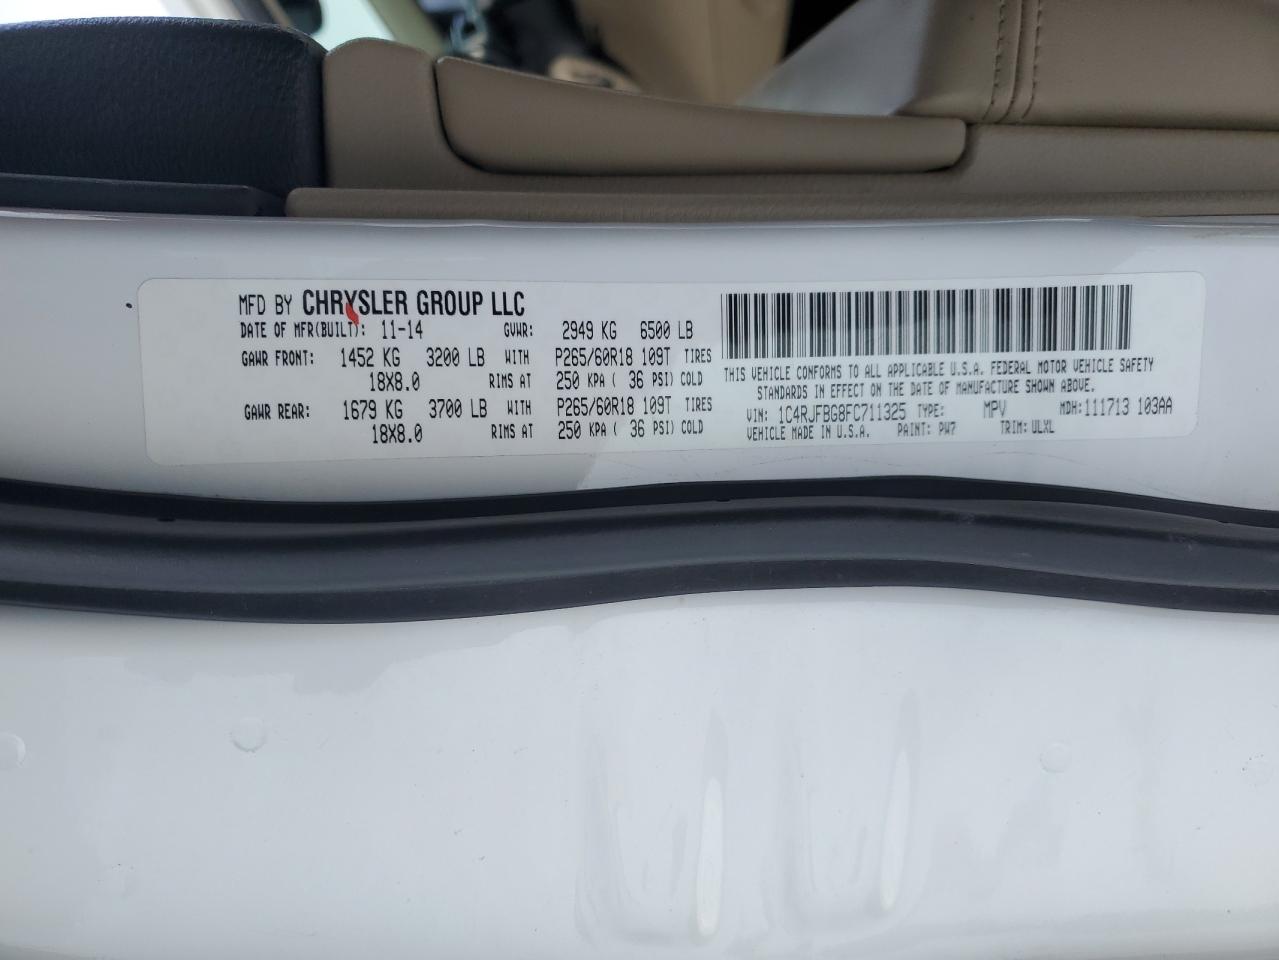 MFD BY CHRYSLER GROUP LLC
DATE OF MFR(BUILT): 11-14 GVWR: 2949 KG 6500 LB
GAWR FRONT: 1452 KG 3200 LB WITH P265/60R18 109T TIRES
18X8.0 RIMS AT 250 KPA ( 36 PSI) COLD
GAWR REAR: 1679 KG 3700 LB WITH P265/60R18 109T TIRES
18X8.0 RIMS AT 250 KPA ( 36 PSI) COLD
THIS VEHICLE CONFORMS TO ALL APPLICABLE U.S.A. FEDERAL MOTOR VEHICLE SAFETY
STANDARDS IN EFFECT ON THE DATE OF MANUFACTURE SHOWN ABOVE.
VIN: 1C4RJFBG8FC711325 TYPE: MPV MDH: 111713 103AA
VEHICLE MADE IN U.S.A. PAINT: PW7 TRIM: ULXL